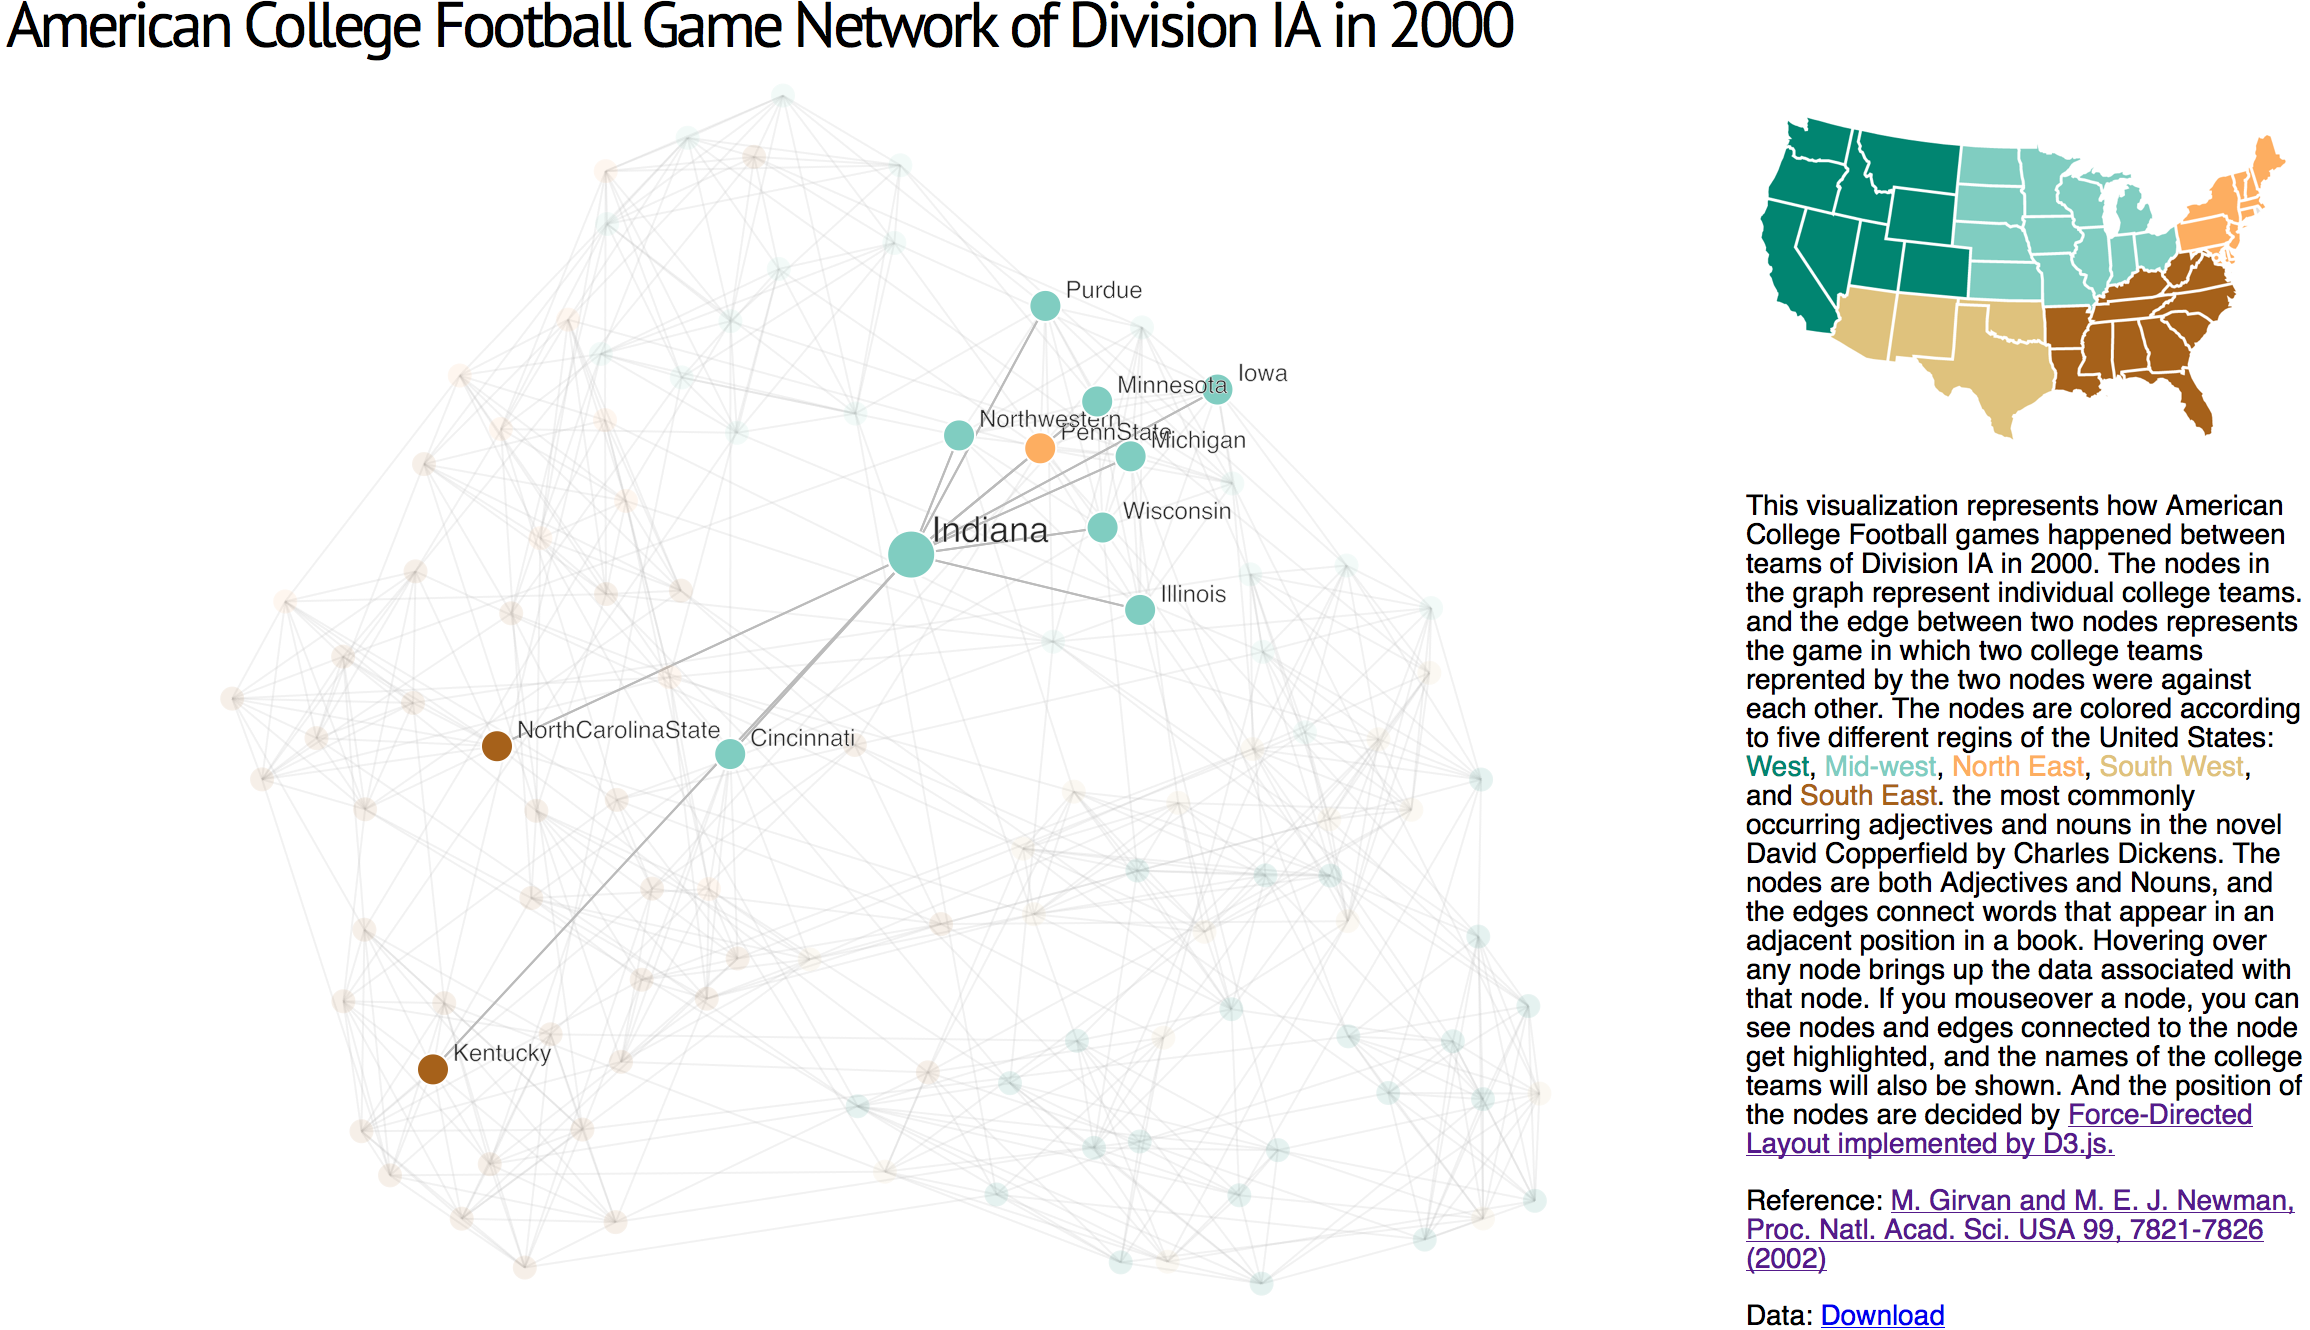 American College Football Game Network of Division IA in 2000
Purdue
Iowa
Minnesota
Northwestern
PennState
Michigan
Wisconsin
Indiana
Illinois
NorthCarolinaState
Cincinnati
Kentucky
This visualization represents how American
College Football games happened between
teams of Division IA in 2000. The nodes in
the graph represent individual college teams.
and the edge between two nodes represents
the game in which two college teams
reprented by the two nodes were against
each other. The nodes are colored according
to five different regins of the United States:
West, Mid-west, North East, South West,
and South East. the most commonly
occurring adjectives and nouns in the novel
David Copperfield by Charles Dickens. The
nodes are both Adjectives and Nouns, and
the edges connect words that appear in an
adjacent position in a book. Hovering over
any node brings up the data associated with
that node. If you mouseover a node, you can
see nodes and edges connected to the node
get highlighted, and the names of the college
teams will also be shown. And the position of
the nodes are decided by Force-Directed
Layout implemented by D3.js.
Reference: M. Girvan and M. E. J. Newman,
Proc. Natl. Acad. Sci. USA 99, 7821-7826
(2002)
Data: Download